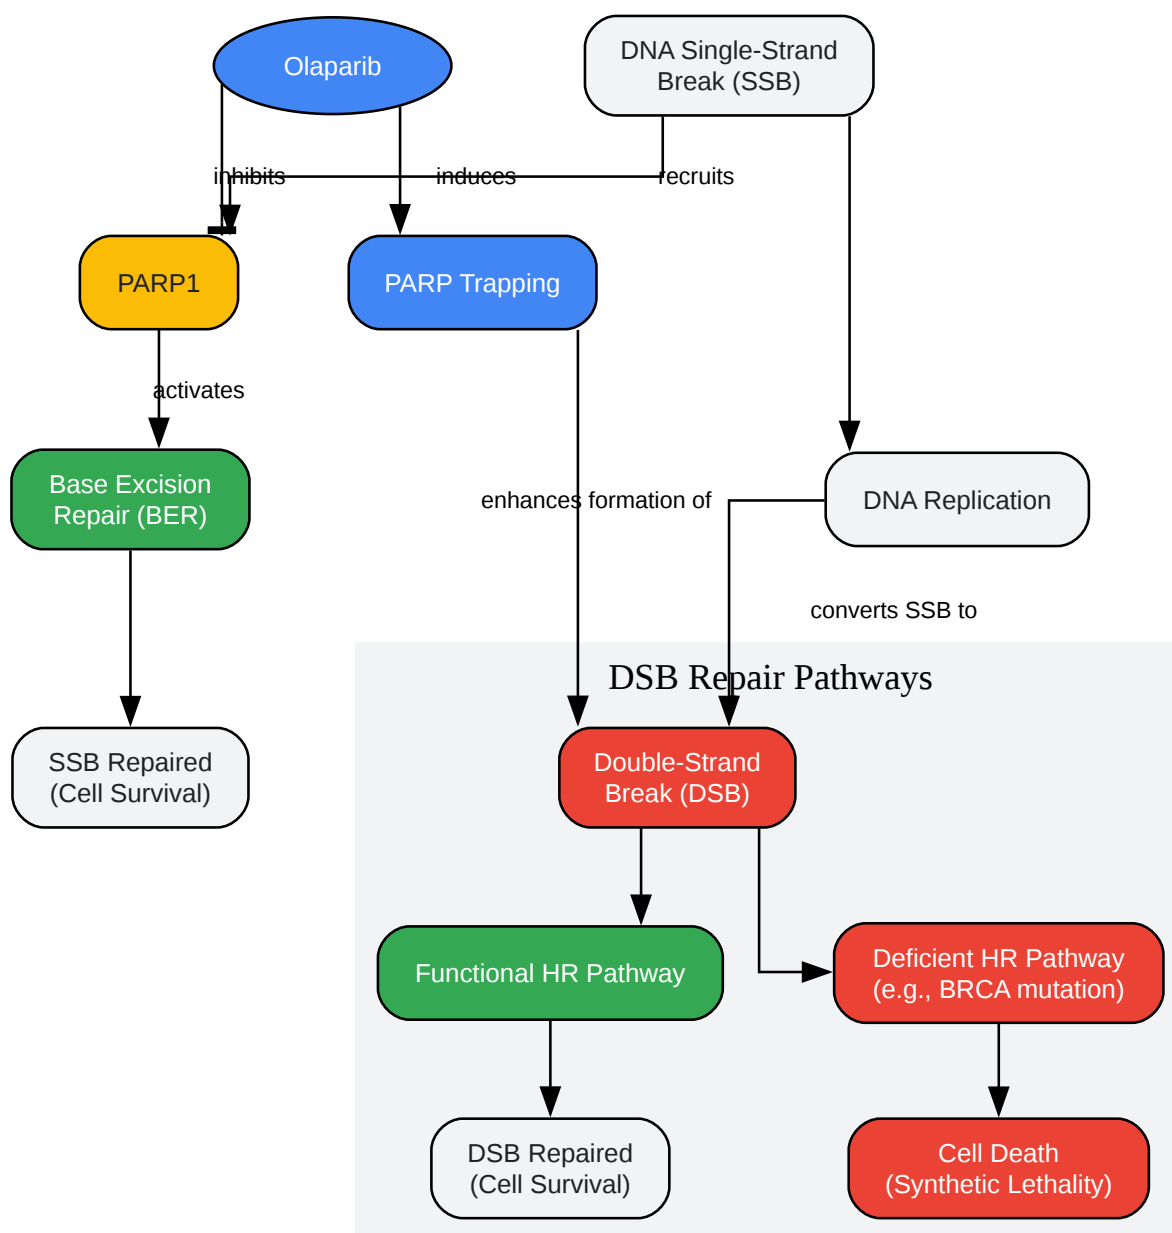 Olaparib
DNA Single-Strand
Break (SSB)
inhibits
induces
recruits
PARP1
PARP Trapping
activates
Base Excision
Repair (BER)
enhances formation of
DNA Replication
converts SSB to
DSB Repair Pathways
SSB Repaired
(Cell Survival)
Double-Strand
Break (DSB)
Functional HR Pathway
Deficient HR Pathway
(e.g., BRCA mutation)
DSB Repaired
(Cell Survival)
Cell Death
(Synthetic Lethality)